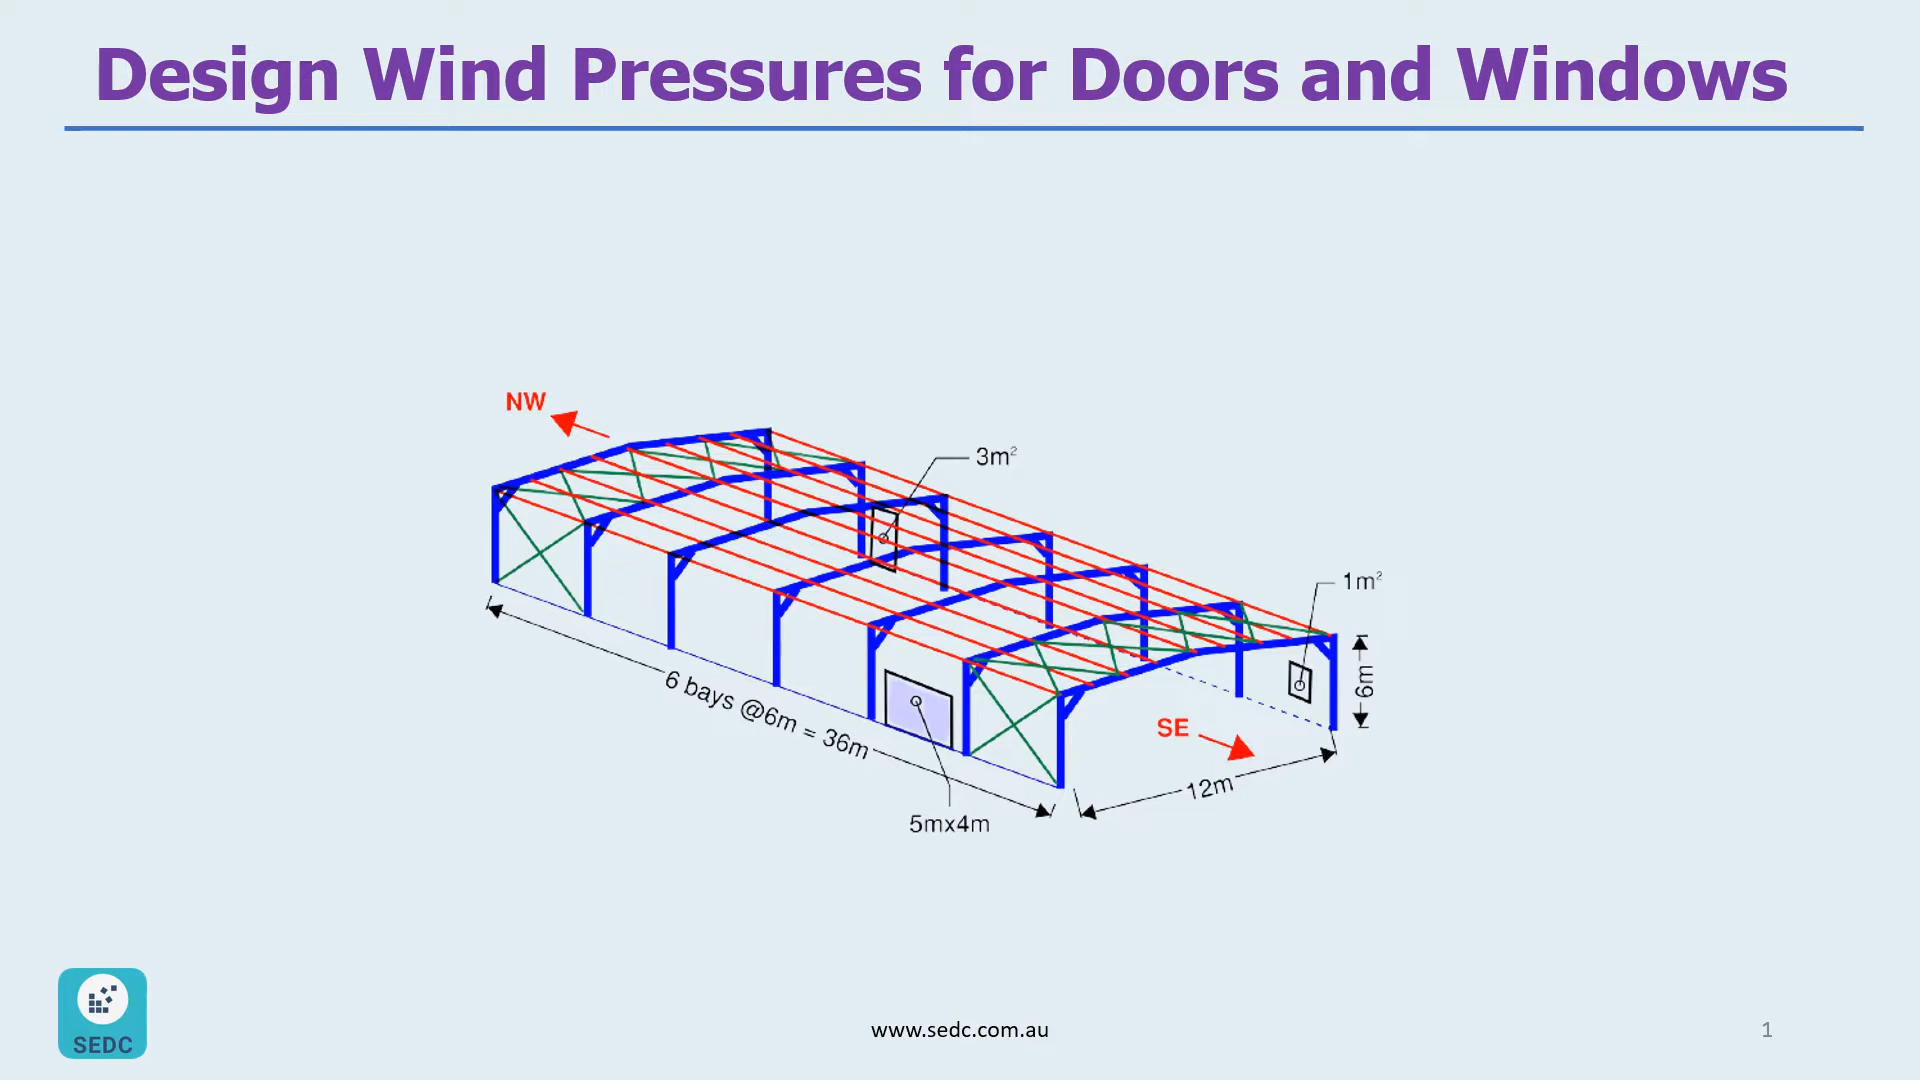 Design Wind Pressures for Doors and Windows
NW
3m²
1m²
6m
6 bays @6m = 36m
SE
12m
5mx4m
SEDC
www.sedc.com.au
1